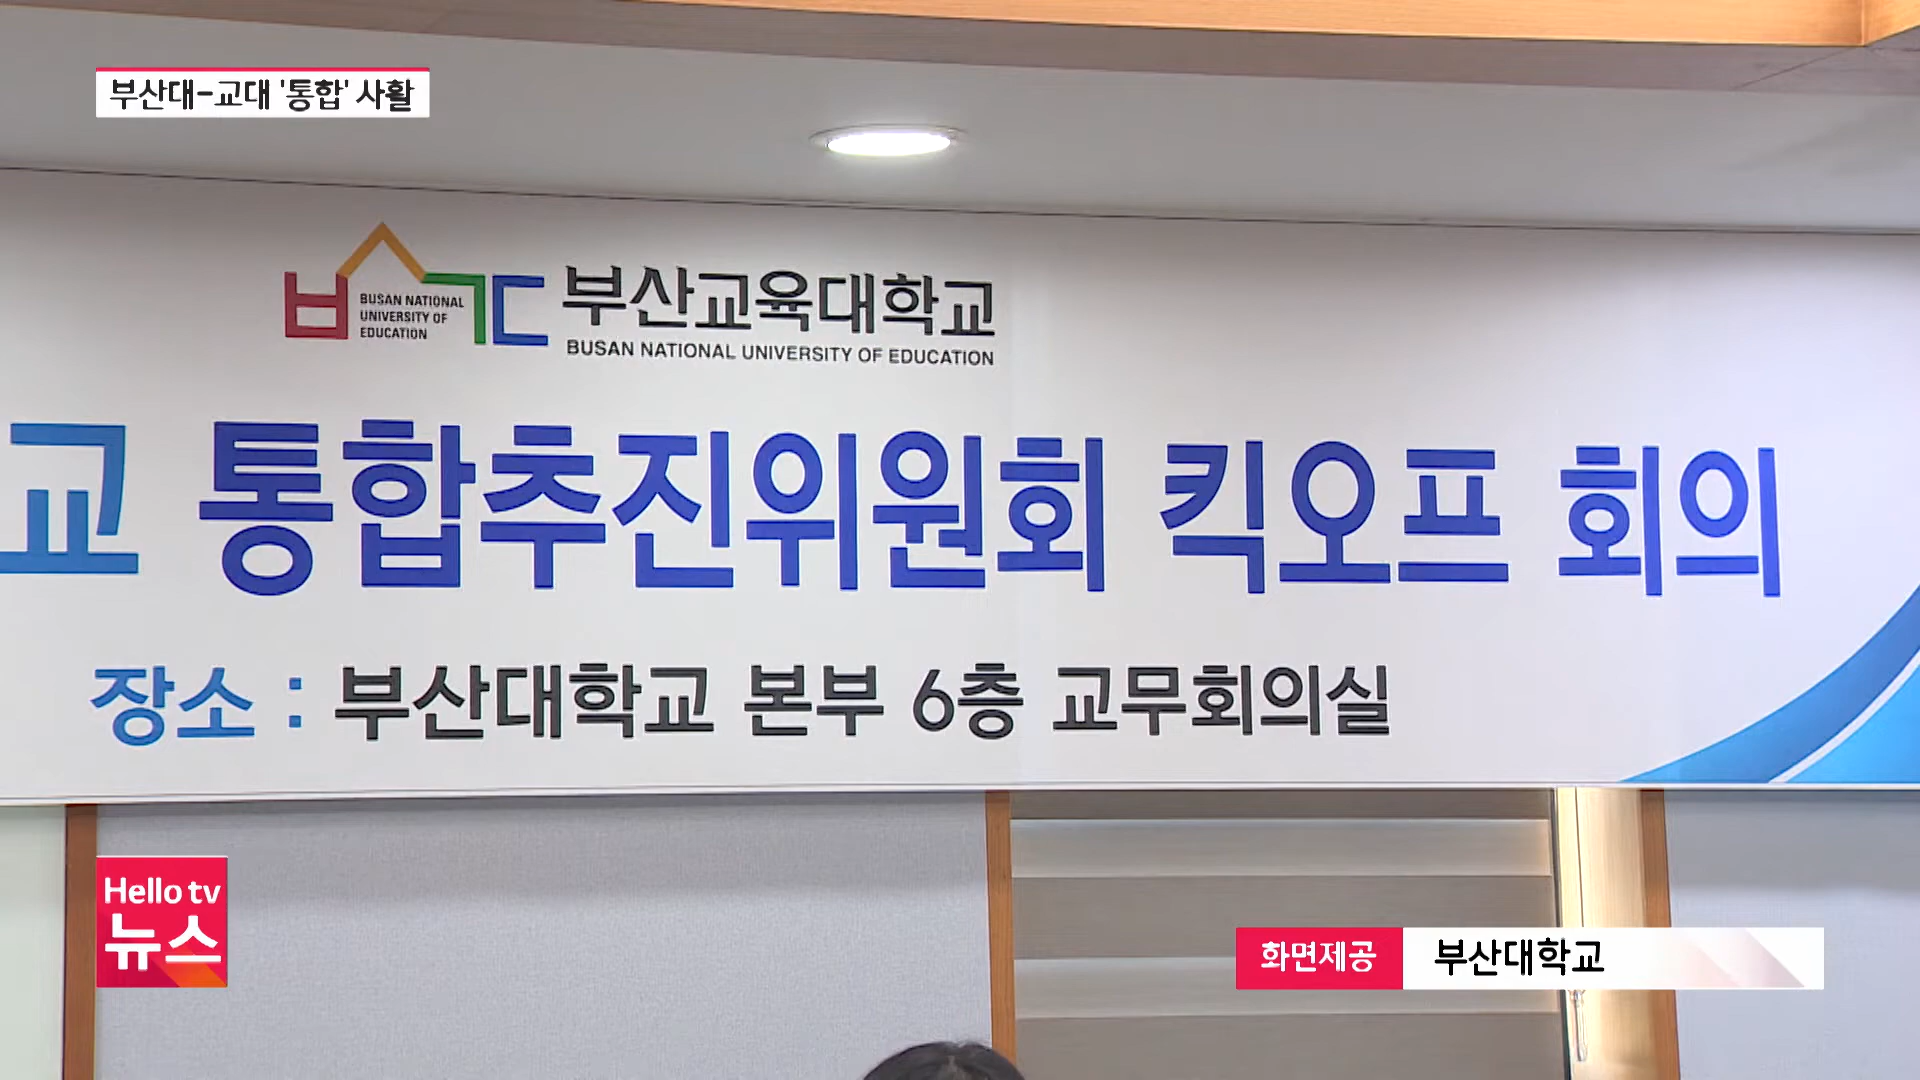 부산대-교대 '통합' 사활
BUSAN NATIONAL
UNIVERSITY OF
EDUCATION
부산교육대학교
BUSAN NATIONAL UNIVERSITY OF EDUCATION
교 통합추진위원회 킥오프 회의
장소 : 부산대학교 본부 6층 교무회의실
Hello tv
뉴스
화면제공 부산대학교